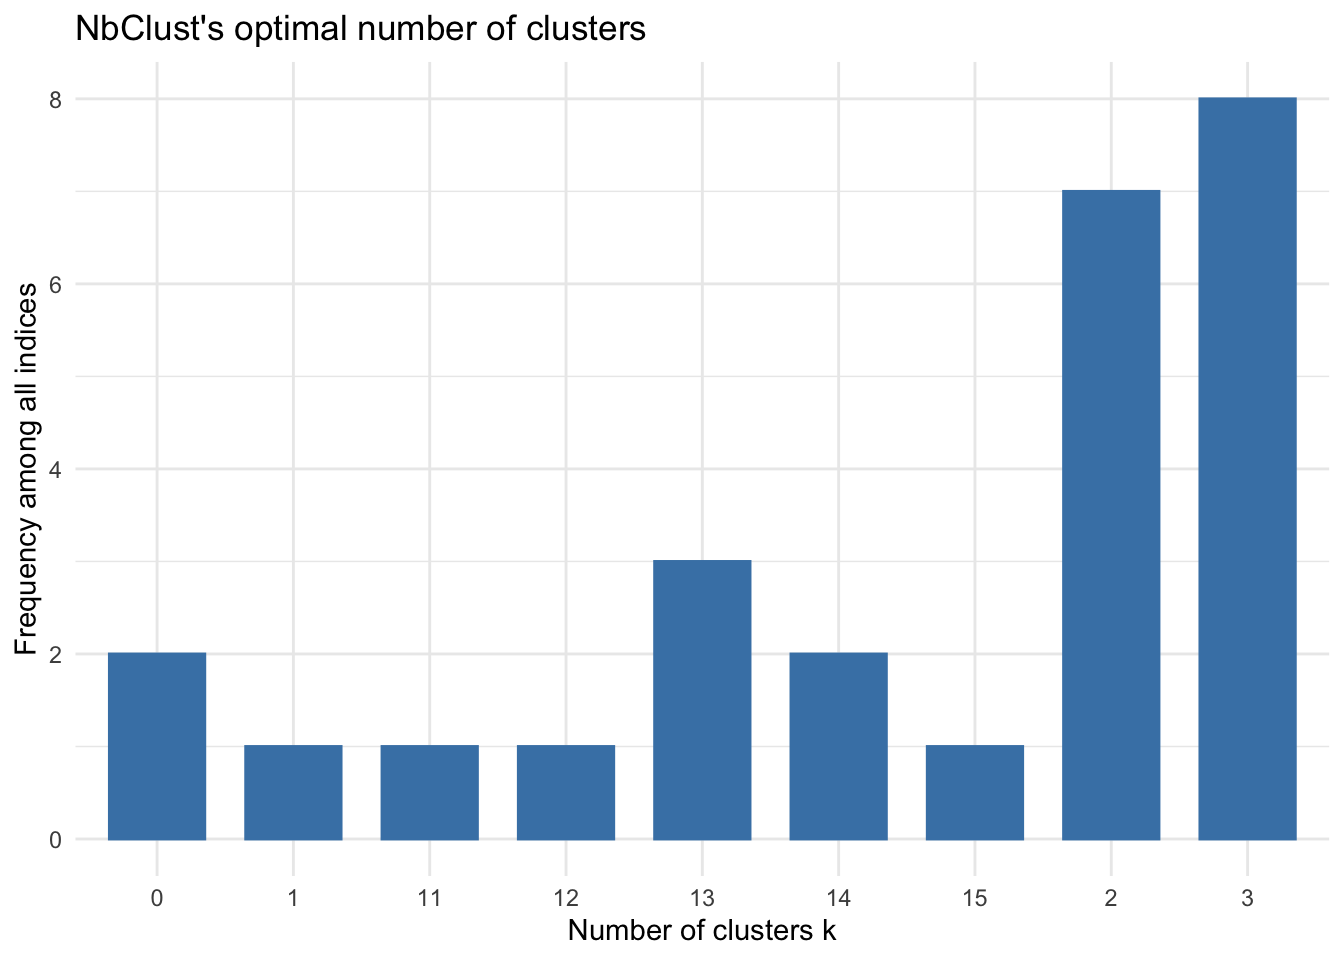 NbClust's optimal number of clusters
Frequency among all indices
8
6
4
2
0
0 1 11 12 13 14 15 2 3
Number of clusters k